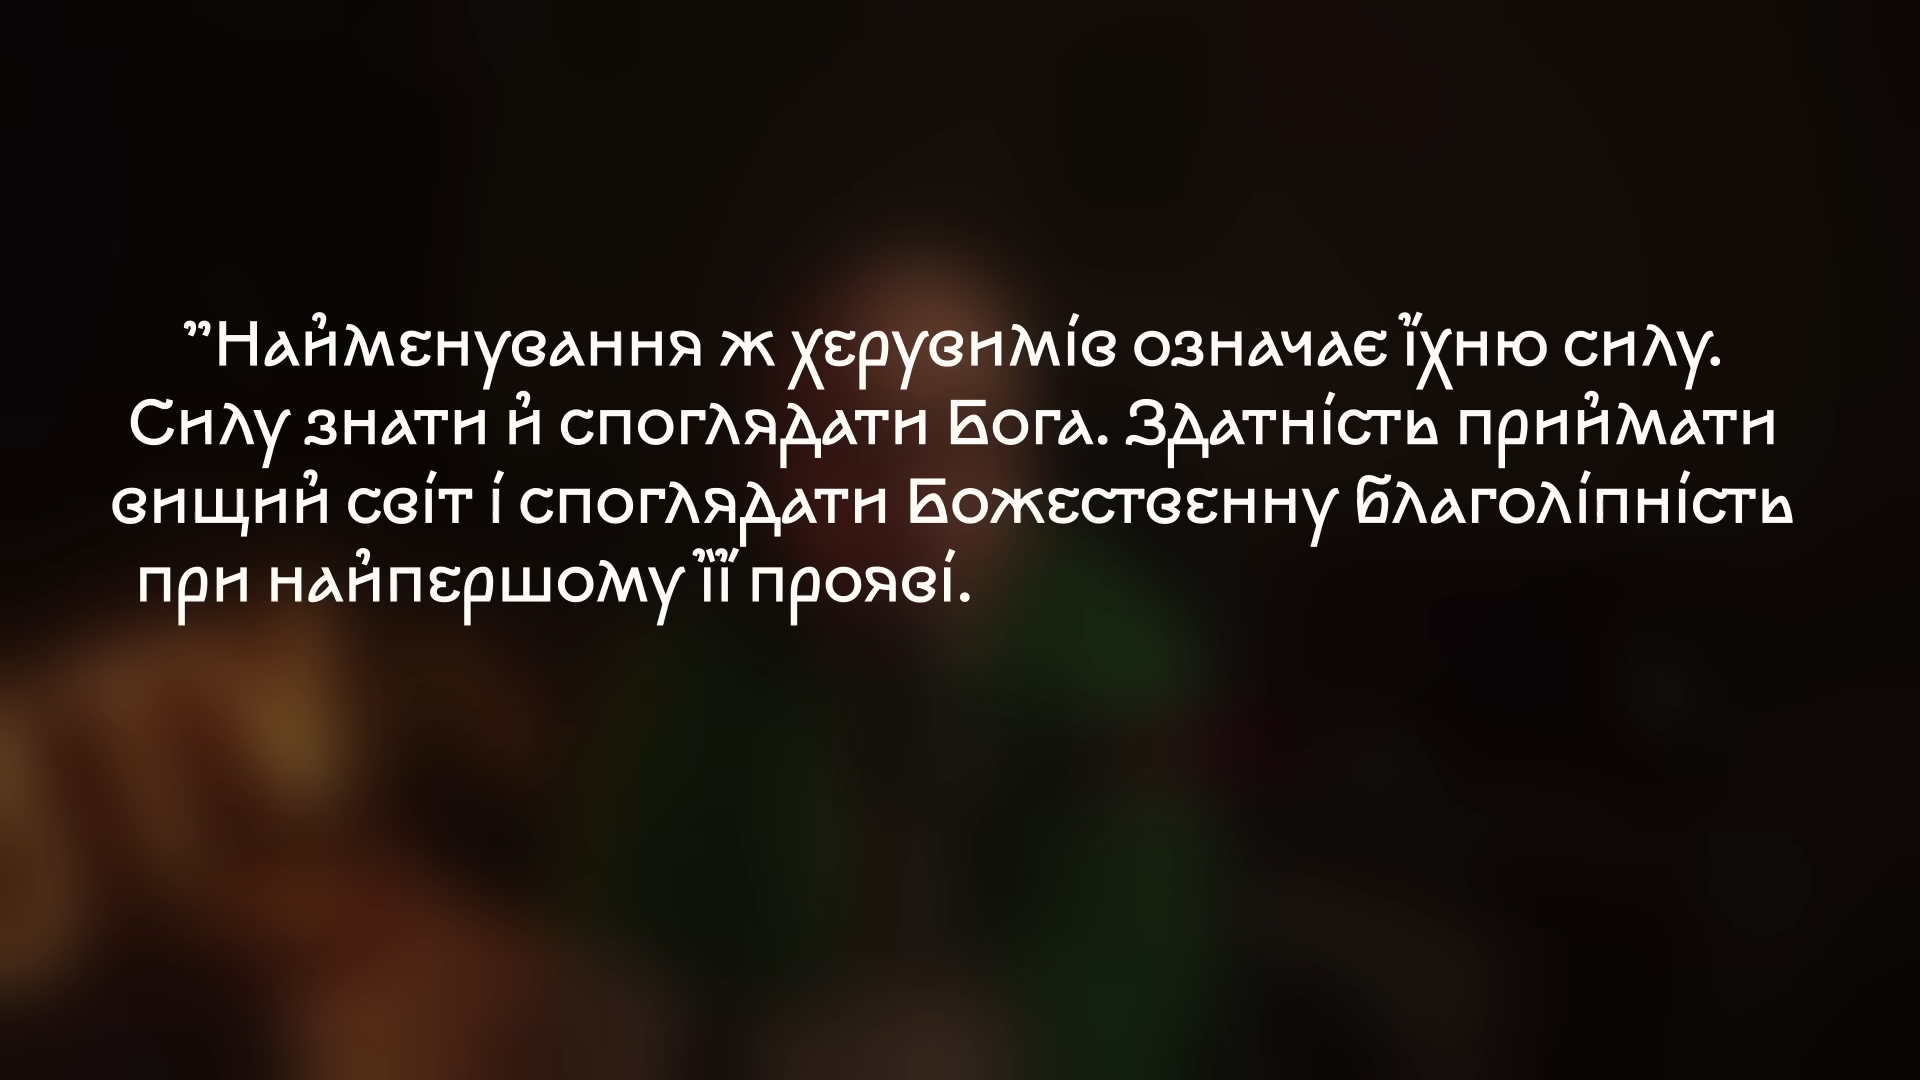 ”Найменування ж херувимів означає їхню силу.
Силу знати й споглядати Бога. Здатність приймати
вищий світ і споглядати Божественну благоліпність
при найпершому її прояві.